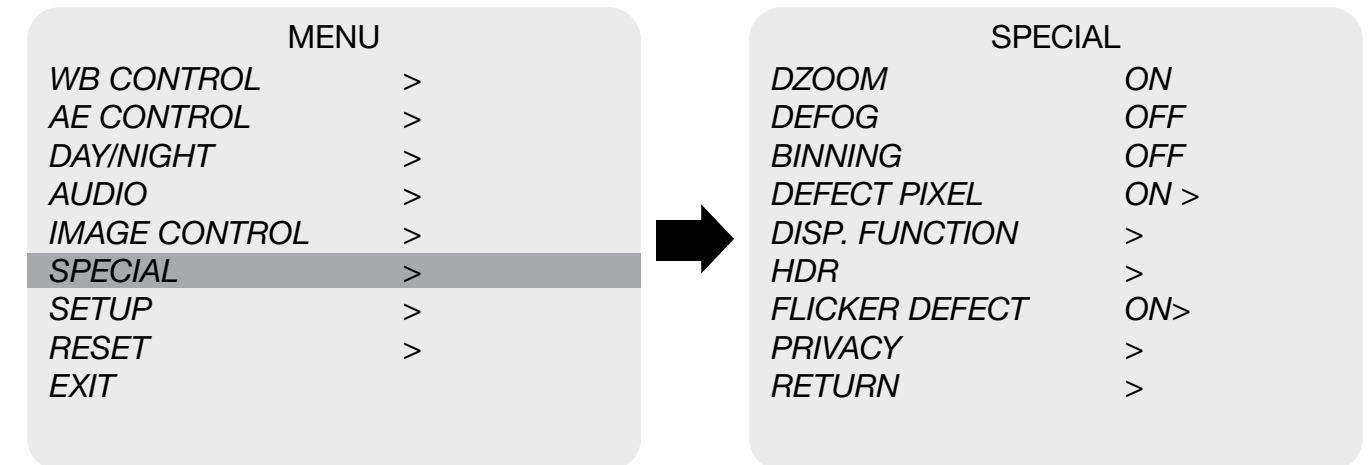 MENU
WB CONTROL >
AE CONTROL >
DAY/NIGHT >
AUDIO >
IMAGE CONTROL >
SPECIAL >
SETUP >
RESET >
EXIT
SPECIAL
DZOOM ON
DEFOG OFF
BINNING OFF
DEFECT PIXEL ON >
DISP. FUNCTION >
HDR >
FLICKER DEFECT ON>
PRIVACY >
RETURN >